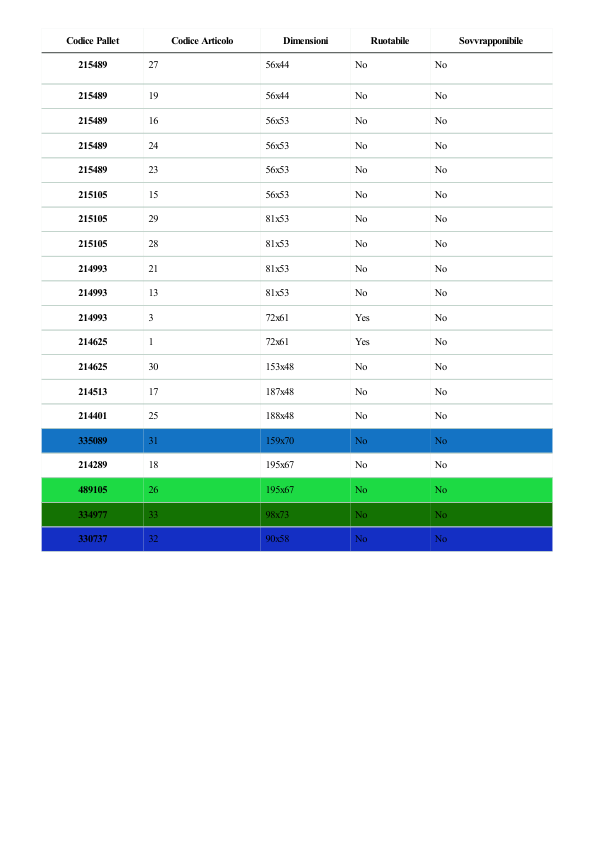 Codice Pallet Codice Articolo Dimensioni Ruotabile Sovvrapponibile
215489 27 56x44 No No
215489 19 56x44 No No
215489 16 56x53 No No
215489 24 56x53 No No
215489 23 56x53 No No
215105 15 56x53 No No
215105 29 81x53 No No
215105 28 81x53 No No
214993 21 81x53 No No
214993 13 81x53 No No
214993 3 72x61 Yes No
214625 1 72x61 Yes No
214625 30 153x48 No No
214513 17 187x48 No No
214401 25 188x48 No No
335089 31 159x70 No No
214289 18 195x67 No No
489105 26 195x67 No No
334977 33 98x73 No No
330737 32 90x58 No No